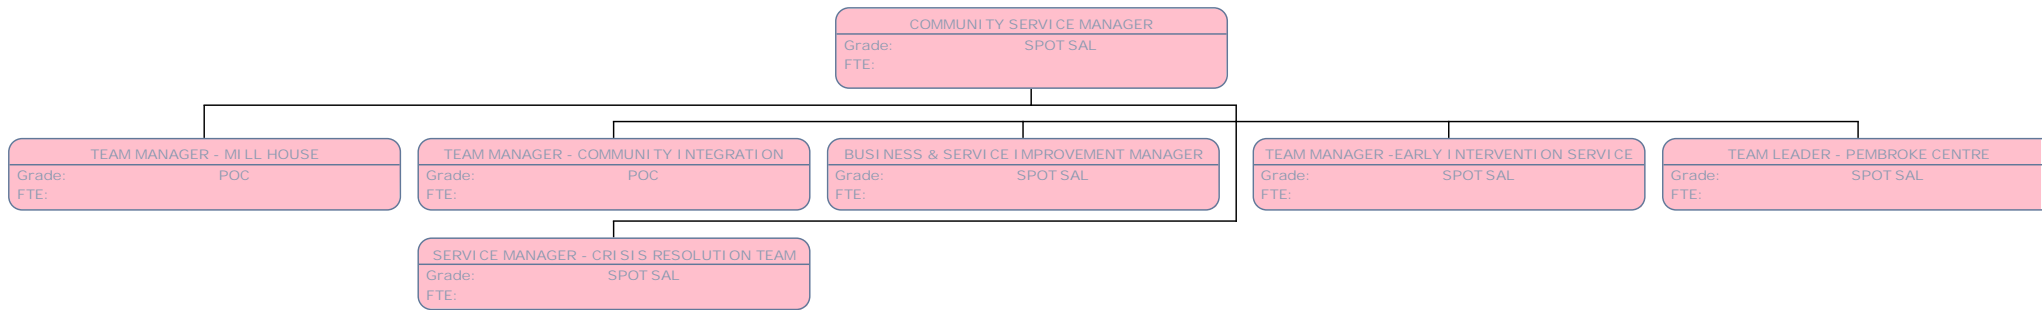 COMMUNITY SERVICE MANAGER
Grade: SPOT SAL
FTE:
TEAM MANAGER - MILL HOUSE
Grade: POC
FTE:
TEAM MANAGER - COMMUNITY INTEGRATION
Grade: POC
FTE:
BUSINESS & SERVICE IMPROVEMENT MANAGER
Grade: SPOT SAL
FTE:
TEAM MANAGER -EARLY INTERVENTION SERVICE
Grade: SPOT SAL
FTE:
TEAM LEADER - PEMBROKE CENTRE
Grade: SPOT SAL
FTE:
SERVICE MANAGER - CRISIS RESOLUTION TEAM
Grade: SPOT SAL
FTE: